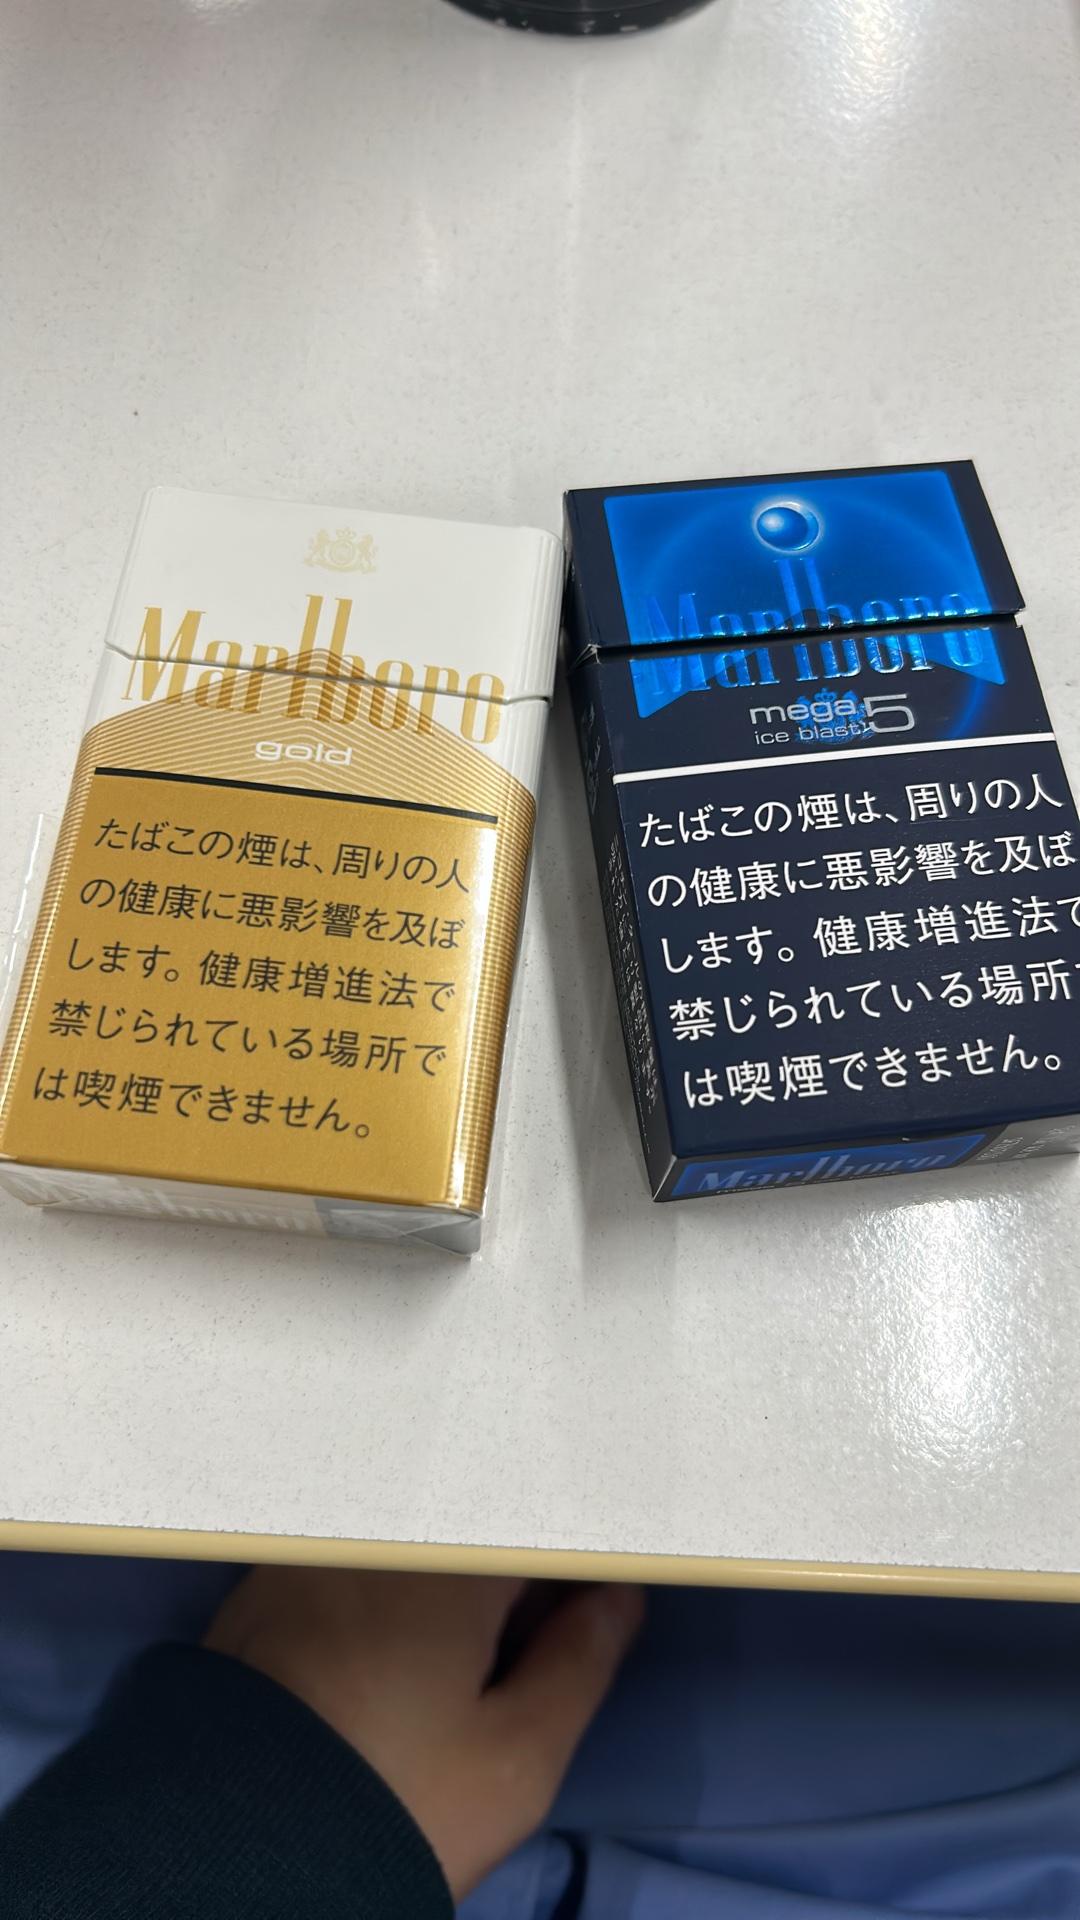 Marlboro
gold
たばこの煙は、周りの人
の健康に悪影響を及ぼ
します。健康増進法で
禁じられている場所で
は喫煙できません。
Marlboro
mega 5
ice blast
たばこの煙は、周りの人
の健康に悪影響を及ぼ
します。健康増進法で
禁じられている場所で
は喫煙できません。
Marlboro